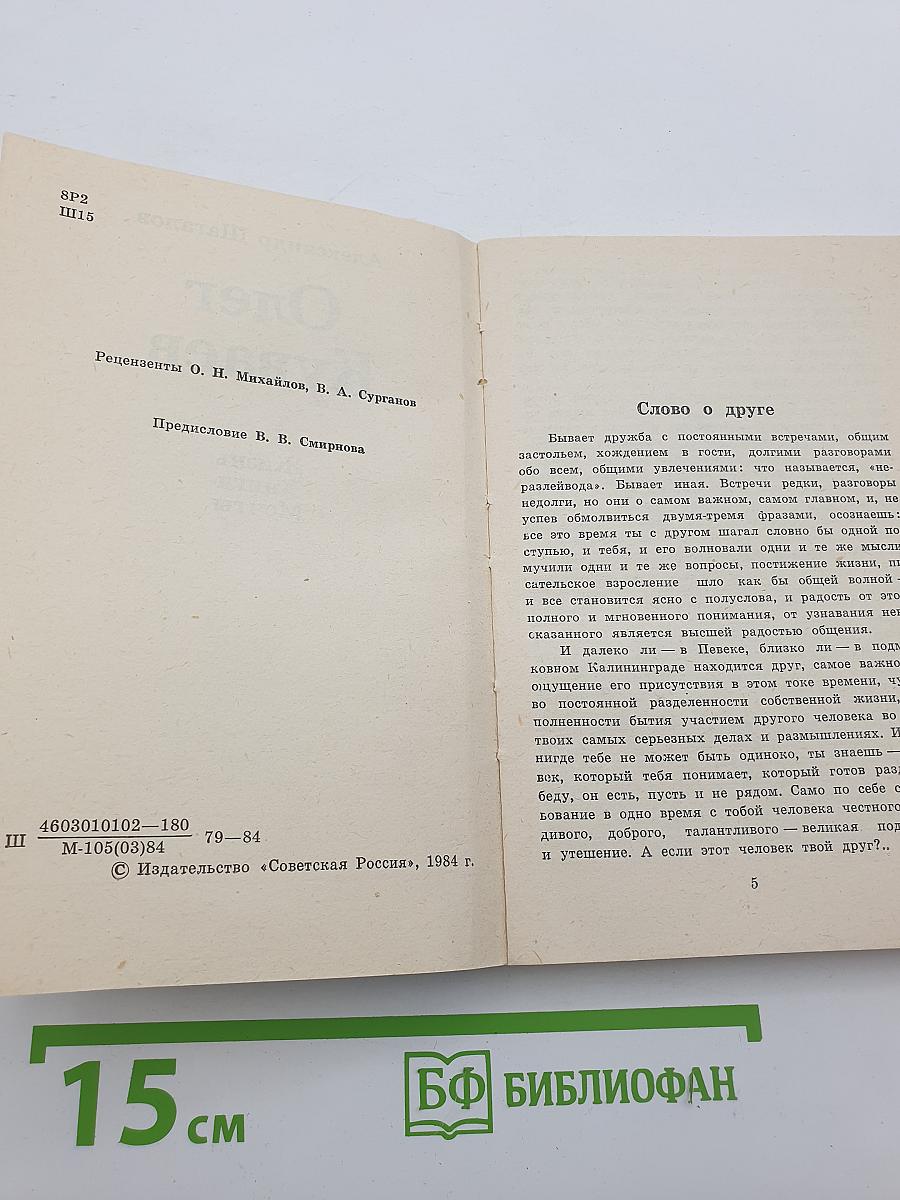 8Р2
Ш15
Рецензенты О. Н. Михайлов, В. А. Сурганов
Предисловие В. В. Смирнова
Ш 4603010102—180 79—84
М-105(03)84
© Издательство «Советская Россия», 1984 г.
Слово о друге
Бывает дружба с постоянными встречами, общим
застольем, хождением в гости, долгими разговорами
обо всем, общими увлечениями: что называется, «не-
разлейвода». Бывает иная. Встречи редки, разговоры
недолги, но они о самом важном, самом главном, и, не
успев обмолвиться двумя-тремя фразами, осознаешь:
все это время ты с другом шагал словно бы одной по
ступью, и тебя, и его волновали одни и те же мысли
мучили одни и те же вопросы, постижение жизни, пи
сательское взросление шло как бы общей волной —
и все становится ясно с полуслова, и радость от это
полного и мгновенного понимания, от узнавания нев
сказанного является высшей радостью общения.
И далеко ли — в Певеке, близко ли — в подм
ковном Калининграде находится друг, самое важно
ощущение его присутствия в этом токе времени, чу
во постоянной разделенности собственной жизни,
полненности бытия участием другого человека во
твоих самых серьезных делах и размышлениях. И
нигде тебе не может быть одиноко, ты знаешь —
век, который тебя понимает, который готов разд
беду, он есть, пусть и не рядом. Само по себе с
вование в одно время с тобой человека честного
дивого, доброго, талантливого — великая под
и утешение. А если этот человек твой друг?..
5
15 см
БФ БИБЛИОФАН